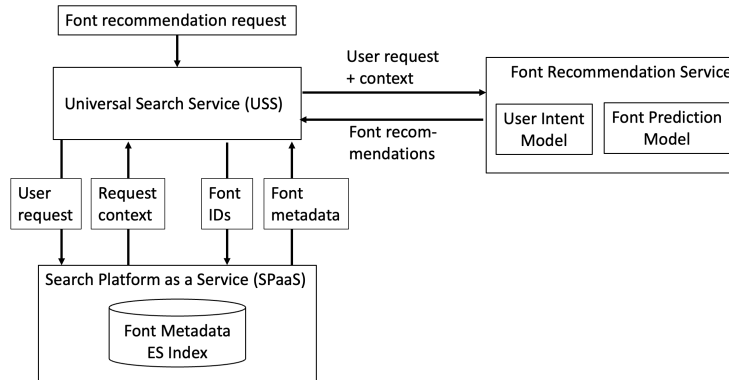 Font recommendation request
Universal Search Service (USS)
User request
+ context
Font recom-
mendations
Font Recommendation Service
User Intent
Model
Font Prediction
Model
User
request
Request
context
Font
IDs
Font
metadata
Search Platform as a Service (SPaaS)
Font Metadata
ES Index